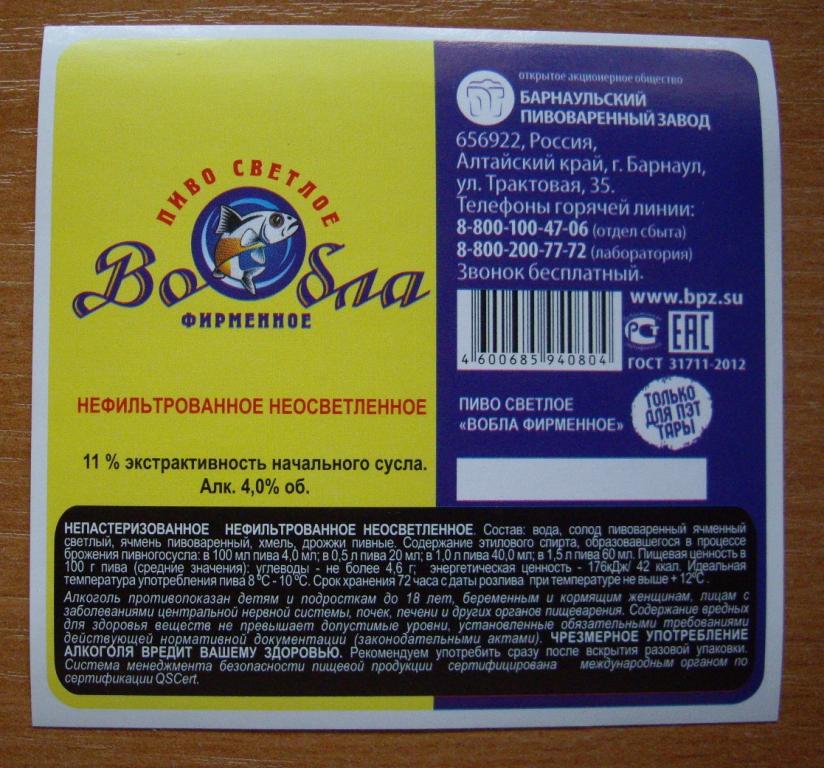 ПИВО СВЕТЛОЕ
Вобла
ФИРМЕННОЕ
НЕФИЛЬТРОВАННОЕ НЕОСВЕТЛЕННОЕ
11 % экстрактивность начального сусла.
Алк. 4,0% об.
открытое акционерное общество
БАРНАУЛЬСКИЙ
ПИВОВАРЕННЫЙ ЗАВОД
656922, Россия,
Алтайский край, г. Барнаул,
ул. Трактовая, 35.
Телефоны горячей линии:
8-800-100-47-06 (отдел сбыта)
8-800-200-77-72 (лаборатория)
Звонок бесплатный.
www.bpz.su
4 600685 940804
РСТ ЕАС
ГОСТ 31711-2012
ПИВО СВЕТЛОЕ
«ВОБЛА ФИРМЕННОЕ»
ТОЛЬКО
ДЛЯ ПЭТ
ТАРЫ
НЕПАСТЕРИЗОВАННОЕ НЕФИЛЬТРОВАННОЕ НЕОСВЕТЛЕННОЕ. Состав: вода, солод пивоваренный ячменный
светлый, ячмень пивоваренный, хмель, дрожжи пивные. Содержание этилового спирта, образовавшегося в процессе
брожения пивногосусла: в 100 мл пива 4,0 мл; в 0,5 л пива 20 мл; в 1,0 л пива 40,0 мл; в 1,5 л пива 60 мл. Пищевая ценность в
100 г пива (средние значения): углеводы - не более 4,6 г; энергетическая ценность - 176кДж/ 42 ккал. Идеальная
температура употребления пива 8 ºС - 10 ºС. Срок хранения 72 часа с даты розлива при температуре не выше + 12ºС .
Алкоголь противопоказан детям и подросткам до 18 лет, беременным и кормящим женщинам, лицам с
заболеваниями центральной нервной системы, почек, печени и других органов пищеварения. Содержание вредных
для здоровья веществ не превышает допустимые уровни, установленные обязательными требованиями
действующей нормативной документации (законодательными актами). ЧРЕЗМЕРНОЕ УПОТРЕБЛЕНИЕ
АЛКОГОЛЯ ВРЕДИТ ВАШЕМУ ЗДОРОВЬЮ. Рекомендуем употребить сразу после вскрытия разовой упаковки.
Система менеджмента безопасности пищевой продукции сертифицирована международным органом по
сертификации QSCert.